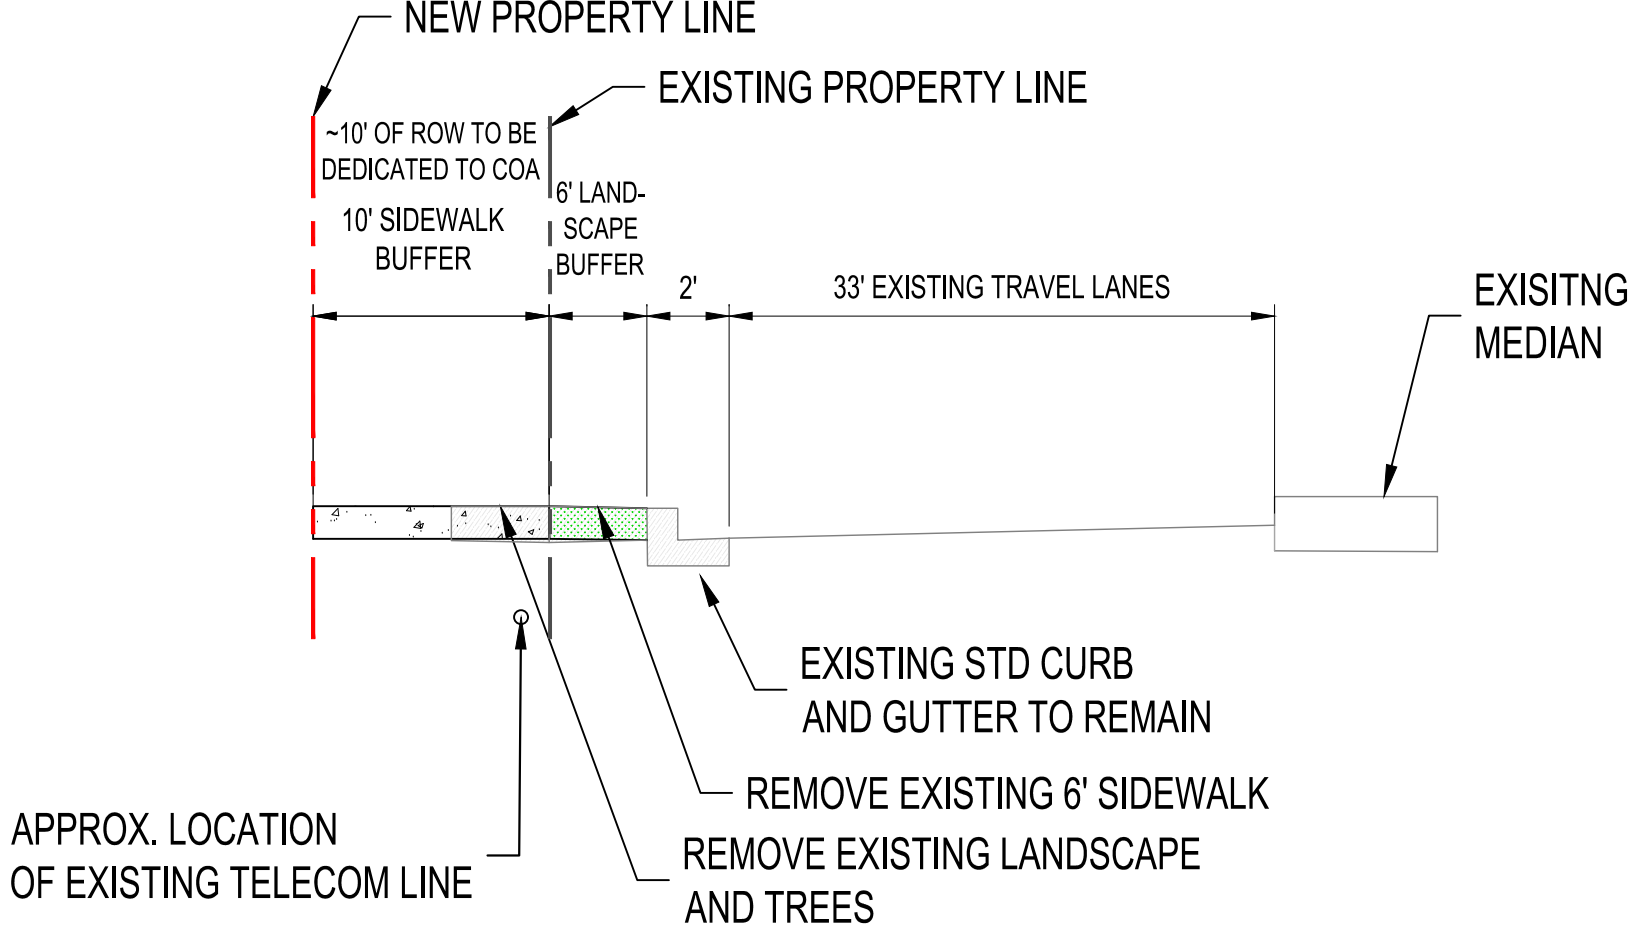 NEW PROPERTY LINE
EXISTING PROPERTY LINE
~10' OF ROW TO BE
DEDICATED TO COA
10' SIDEWALK
BUFFER
6' LAND-
SCAPE
BUFFER
2'
33' EXISTING TRAVEL LANES
EXISITNG
MEDIAN
EXISTING STD CURB
AND GUTTER TO REMAIN
REMOVE EXISTING 6' SIDEWALK
REMOVE EXISTING LANDSCAPE
AND TREES
APPROX. LOCATION
OF EXISTING TELECOM LINE